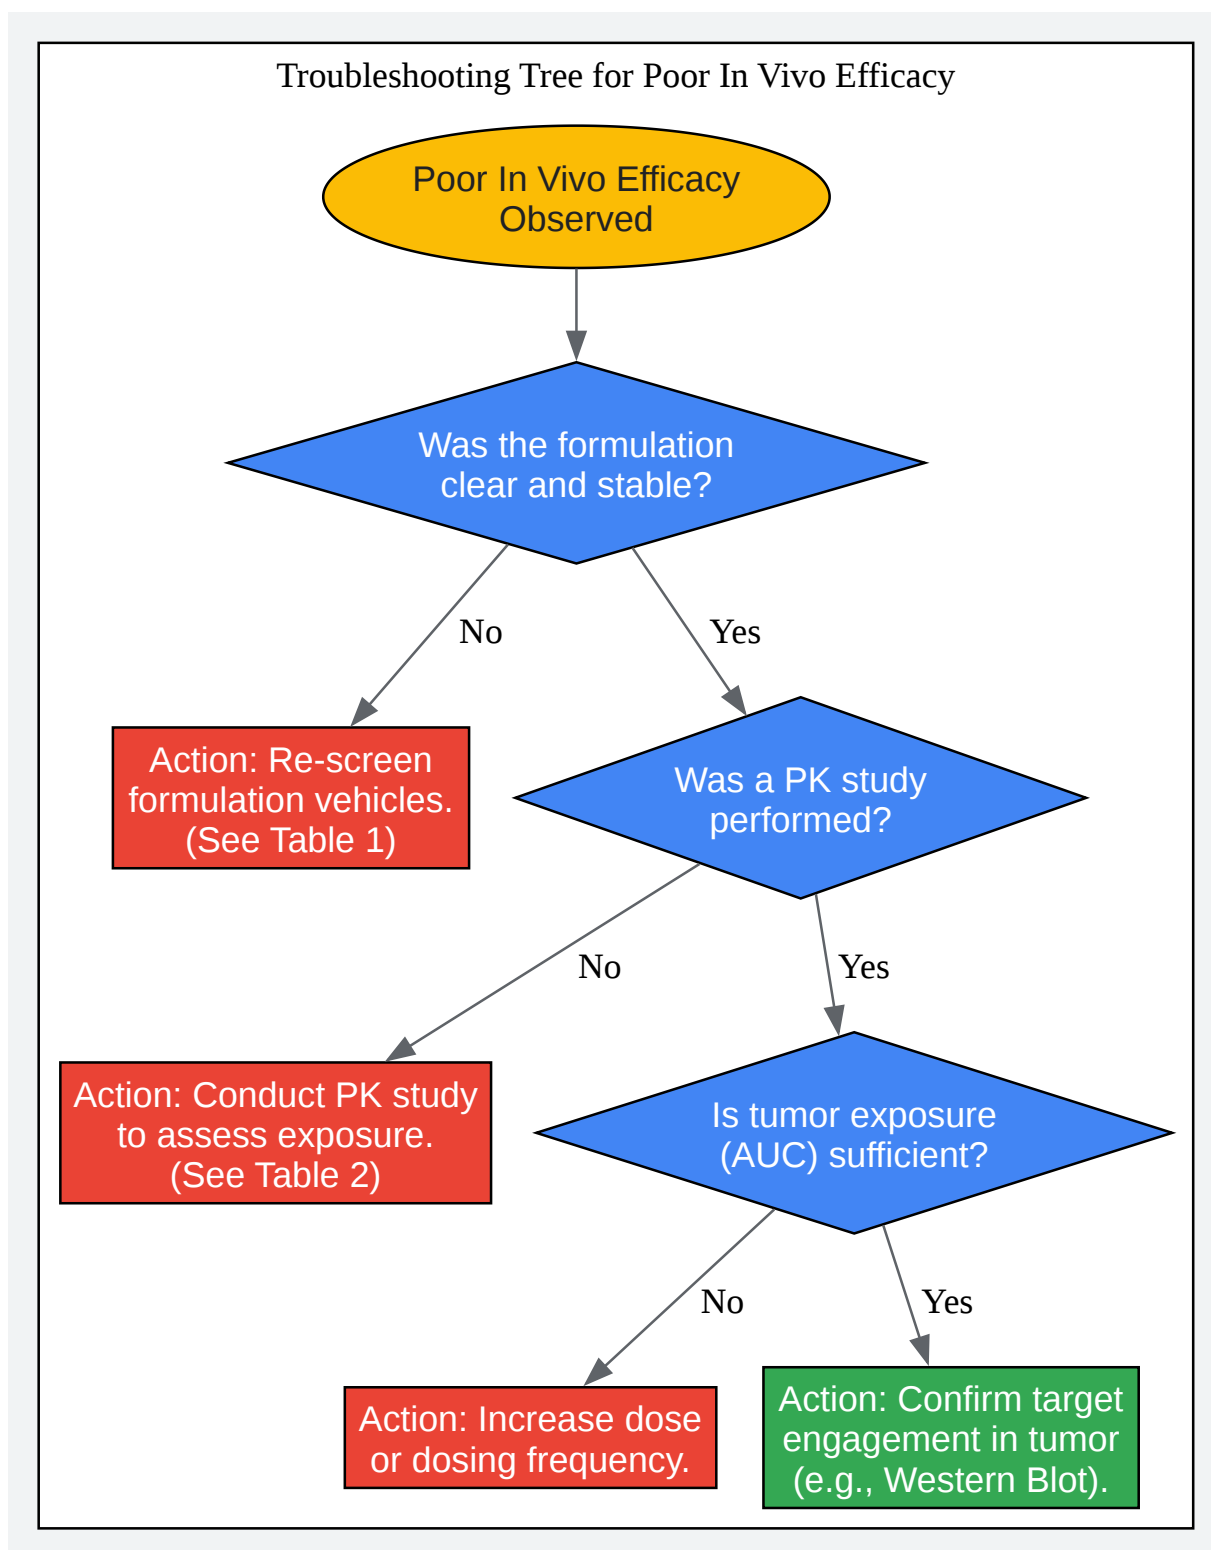 Troubleshooting Tree for Poor In Vivo Efficacy
Poor In Vivo Efficacy
Observed
Was the formulation
clear and stable?
No
Yes
Action: Re-screen
formulation vehicles.
(See Table 1)
Was a PK study
performed?
No
Yes
Action: Conduct PK study
to assess exposure.
(See Table 2)
Is tumor exposure
(AUC) sufficient?
No
Yes
Action: Increase dose
or dosing frequency.
Action: Confirm target
engagement in tumor
(e.g., Western Blot).